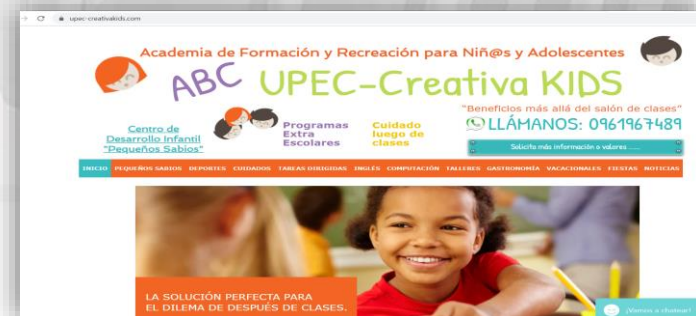 upec-creativakids.com
Academia de Formación y Recreación para Niñ@s y Adolescentes
ABC UPEC-Creativa KIDS
"Beneficios más allá del salón de clases"
LLÁMANOS: 0961967489
Centro de
Desarrollo Infantil
"Pequeños Sabios"
Programas
Extra
Escolares
Cuidado
luego de
clases
Solicita más información o valores ......
INICIO PEQUEÑOS SABIOS DEPORTES CUIDADOS TAREAS DIRIGIDAS INGLÉS COMPUTACIÓN TALLERES GASTRONOMÍA VACACIONALES FIESTAS NOTICIAS
LA SOLUCIÓN PERFECTA PARA
EL DILEMA DE DESPUÉS DE CLASES.
¡Vamos a chatear!